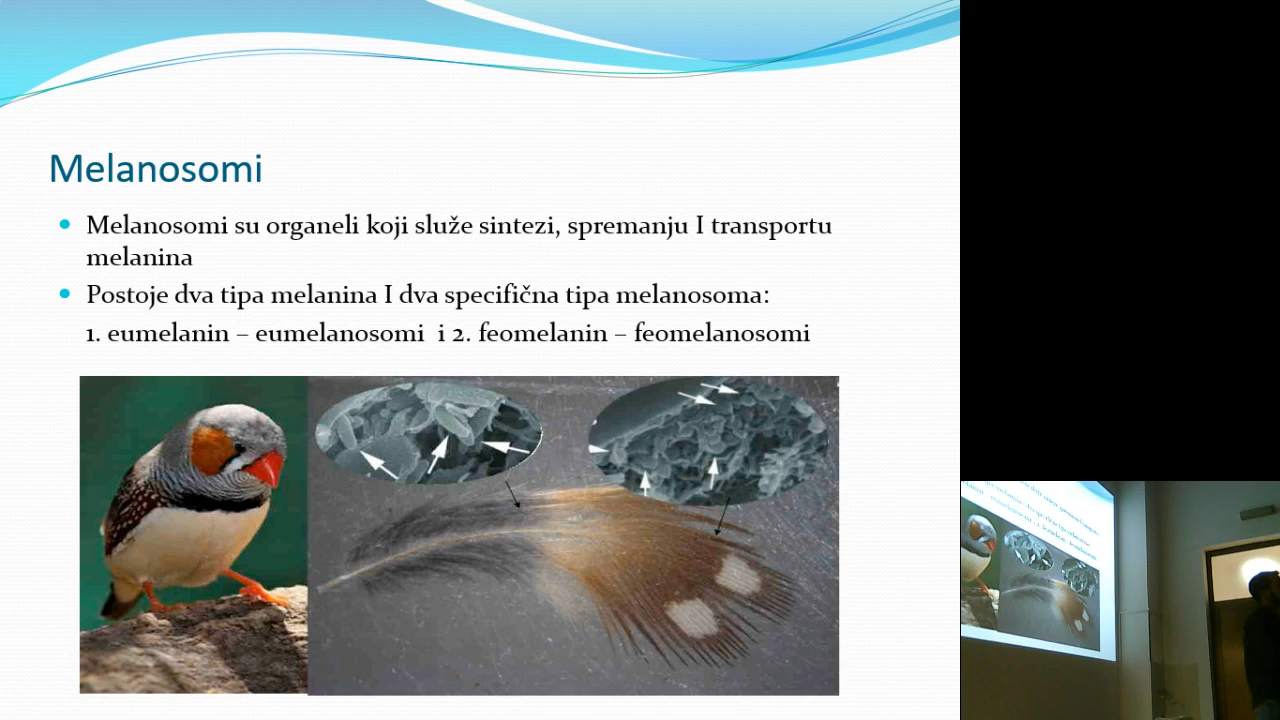 Melanosomi
Melanosomi su organeli koji služe sintezi, spremanju I transportu
melanina
Postoje dva tipa melanina I dva specifična tipa melanosoma:
1. eumelanin – eumelanosomi i 2. feomelanin – feomelanosomi